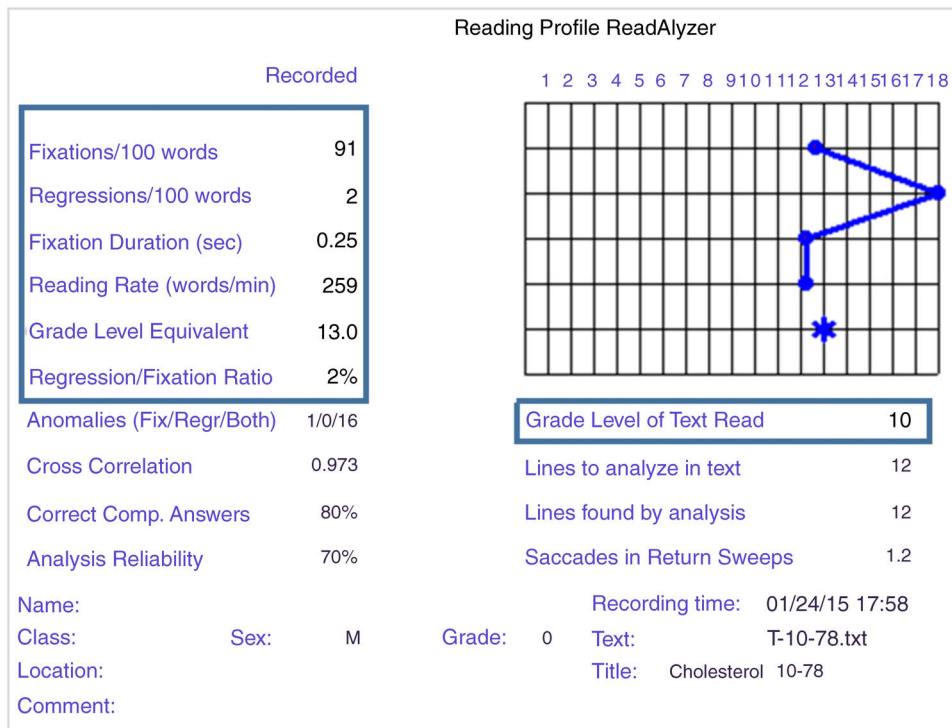 Reading Profile ReadAlyzer
Recorded
1 2 3 4 5 6 7 8 9 10 11 12 13 14 15 16 17 18
Fixations/100 words 91
Regressions/100 words 2
Fixation Duration (sec) 0.25
Reading Rate (words/min) 259
Grade Level Equivalent 13.0
Regression/Fixation Ratio 2%
Anomalies (Fix/Regr/Both) 1/0/16
Grade Level of Text Read 10
Cross Correlation 0.973
Lines to analyze in text 12
Correct Comp. Answers 80%
Lines found by analysis 12
Analysis Reliability 70%
Saccades in Return Sweeps 1.2
Name:
Recording time: 01/24/15 17:58
Class: Sex: M Grade: 0 Text: T-10-78.txt
Location:
Title: Cholesterol 10-78
Comment: